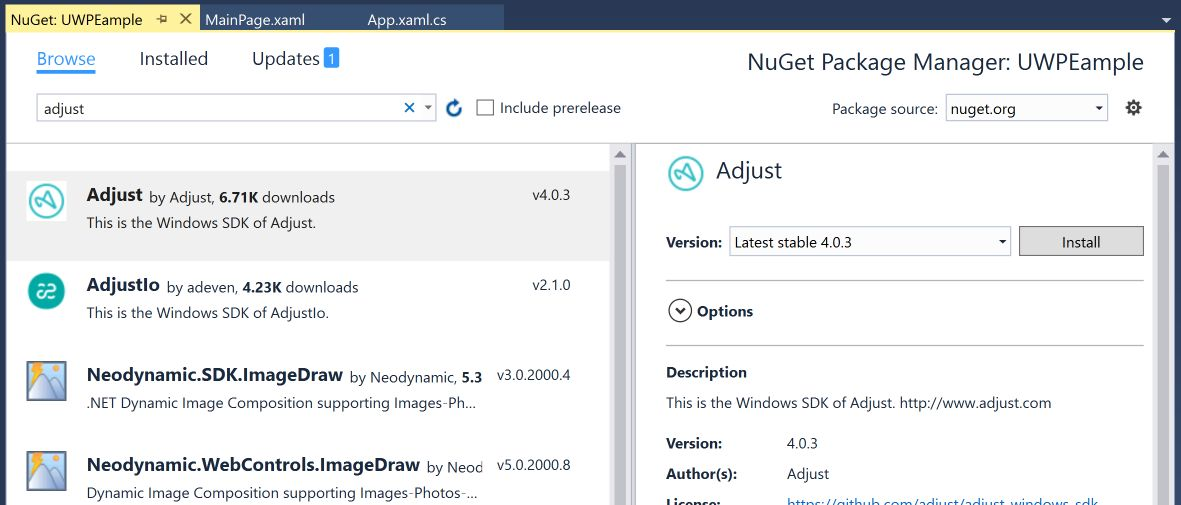 NuGet: UWPEample MainPage.xaml App.xaml.cs
Browse Installed Updates 1
NuGet Package Manager: UWPEample
adjust
Include prerelease
Package source: nuget.org
Adjust by Adjust, 6.71K downloads v4.0.3
This is the Windows SDK of Adjust.
AdjustIo by adeven, 4.23K downloads v2.1.0
This is the Windows SDK of AdjustIo.
Neodynamic.SDK.ImageDraw by Neodynamic, 5.3 v3.0.2000.4
.NET Dynamic Image Composition supporting Images-Ph...
Neodynamic.WebControls.ImageDraw by Neod v5.0.2000.8
Dynamic Image Composition supporting Images-Photos-...
Adjust
Version: Latest stable 4.0.3 Install
Options
Description
This is the Windows SDK of Adjust. http://www.adjust.com
Version: 4.0.3
Author(s): Adjust
License: https://github.com/adjust/adjust_windows_sdk